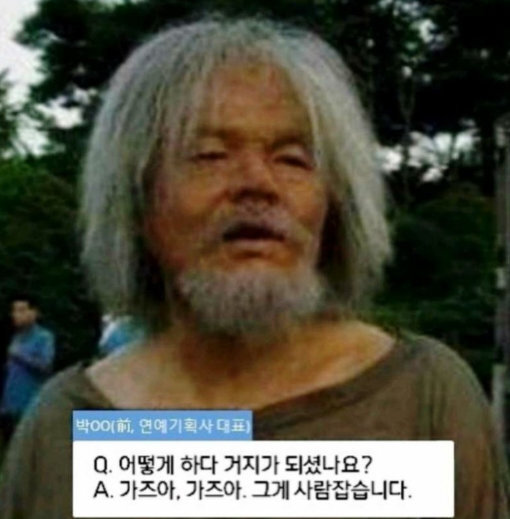 박OO(前, 연예기획사 대표)
Q. 어떻게 하다 거지가 되셨나요?
A. 가즈아, 가즈아. 그게 사람잡습니다.